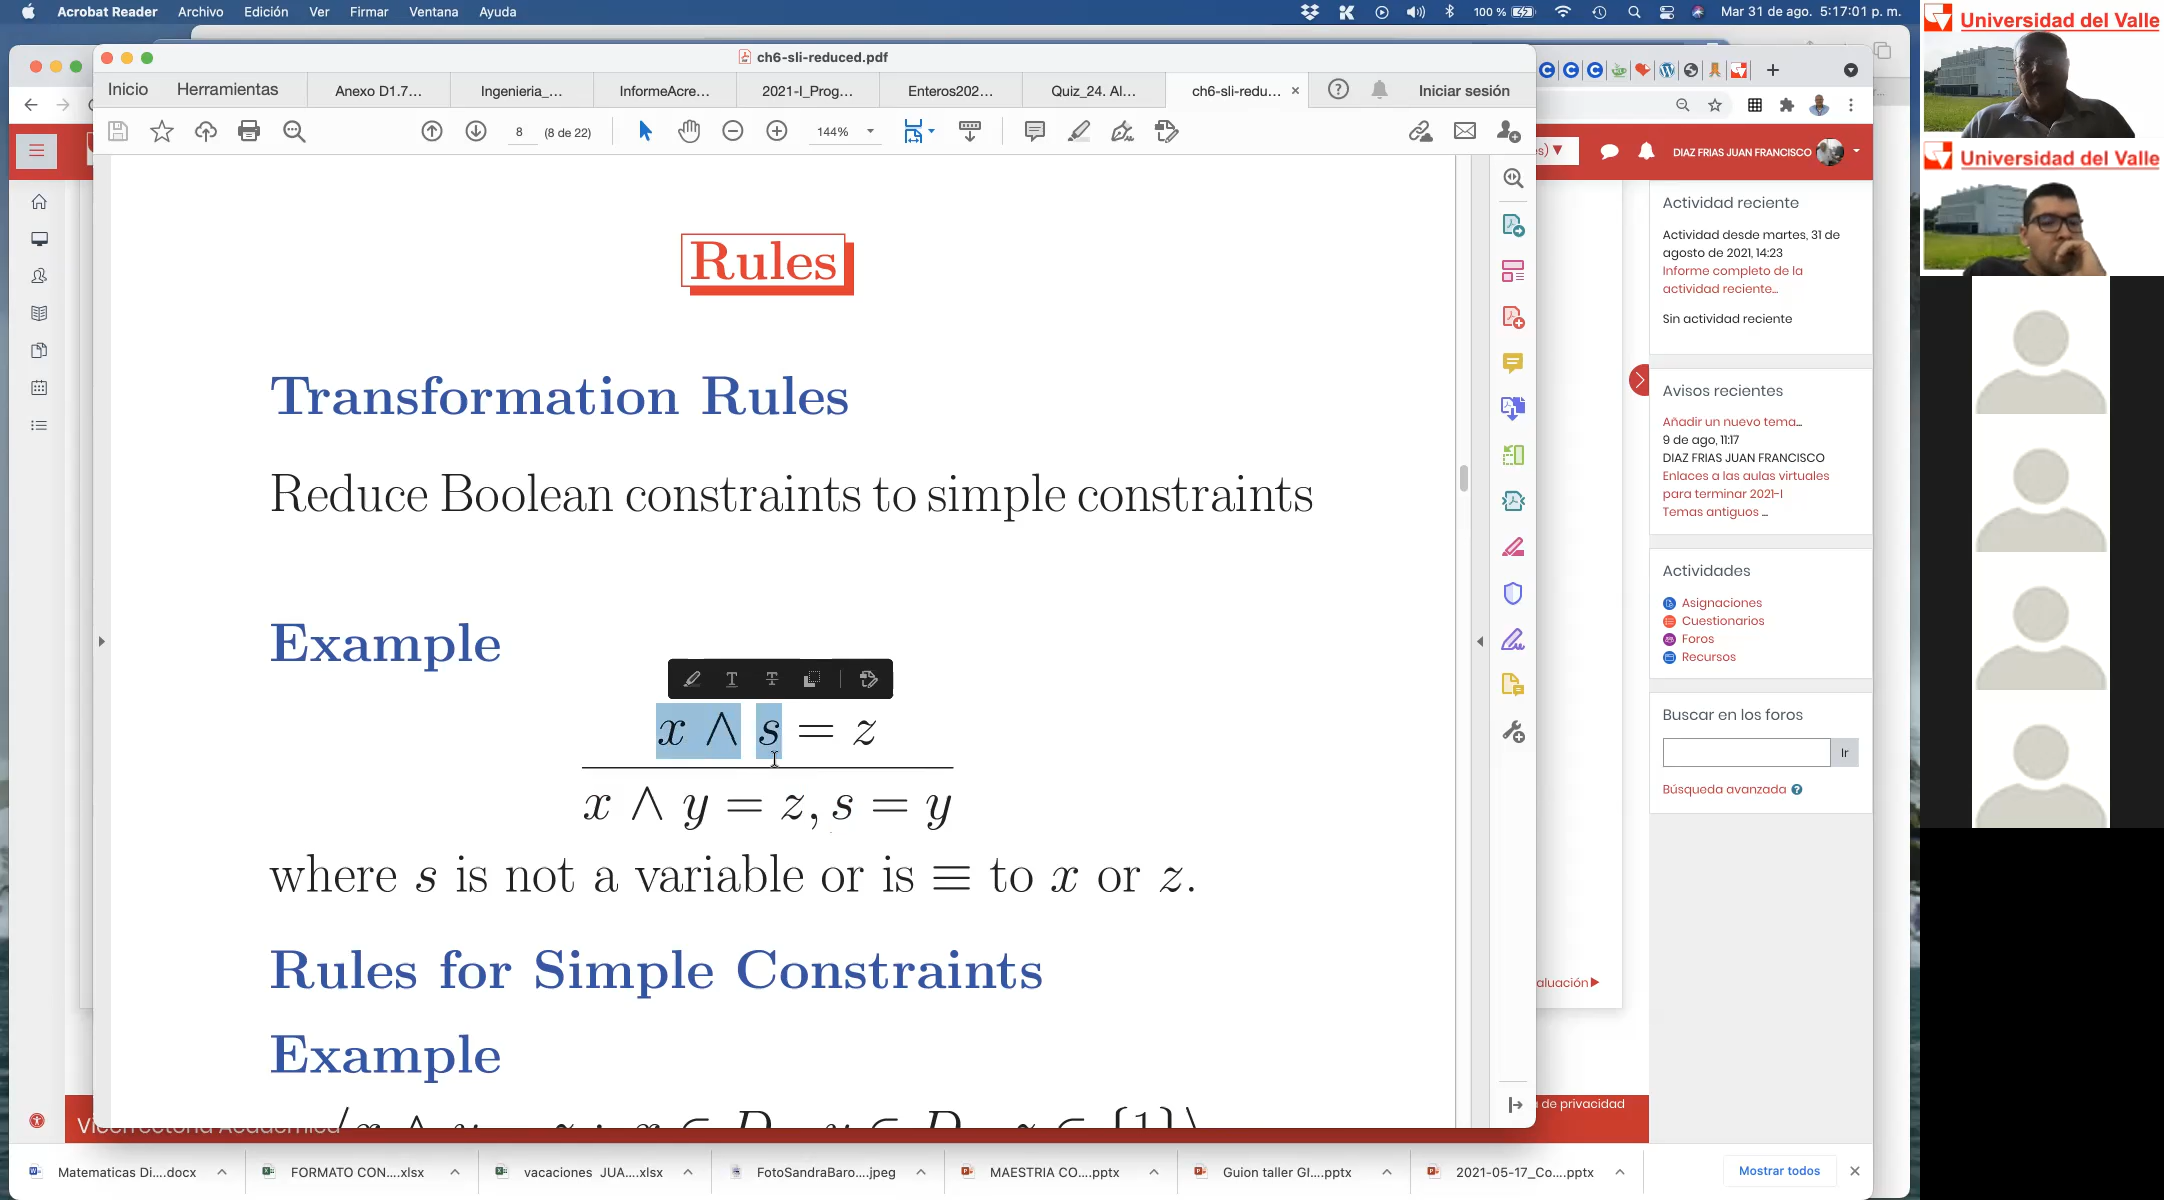 Acrobat Reader Archivo Edición Ver Firmar Ventana Ayuda
100 % Mar 31 de ago. 5:17:01 p. m.
ch6-sli-reduced.pdf
Inicio Herramientas Anexo D1.7... Ingenieria_... InformeAcre... 2021-I_Prog... Enteros202... Quiz_24. Al... ch6-sli-redu... Iniciar sesión
8 (8 de 22) 144%
Rules
Transformation Rules
Reduce Boolean constraints to simple constraints
Example
x ∧ s = z
x ∧ y = z, s = y
where s is not a variable or is ≡ to x or z.
Rules for Simple Constraints
Example
DIAZ FRIAS JUAN FRANCISCO
Actividad reciente
Actividad desde martes, 31 de
agosto de 2021, 14:23
Informe completo de la
actividad reciente...
Sin actividad reciente
Avisos recientes
Añadir un nuevo tema...
9 de ago, 11:17
DIAZ FRIAS JUAN FRANCISCO
Enlaces a las aulas virtuales
para terminar 2021-I
Temas antiguos ...
Actividades
Asignaciones
Cuestionarios
Foros
Recursos
Buscar en los foros
Ir
Búsqueda avanzada
aluación
de privacidad
Matematicas Di....docx FORMATO CON....xlsx vacaciones JUA....xlsx FotoSandraBaro....jpeg MAESTRIA CO....pptx Guion taller GI....pptx 2021-05-17_Co....pptx Mostrar todos
Universidad del Valle
Universidad del Valle